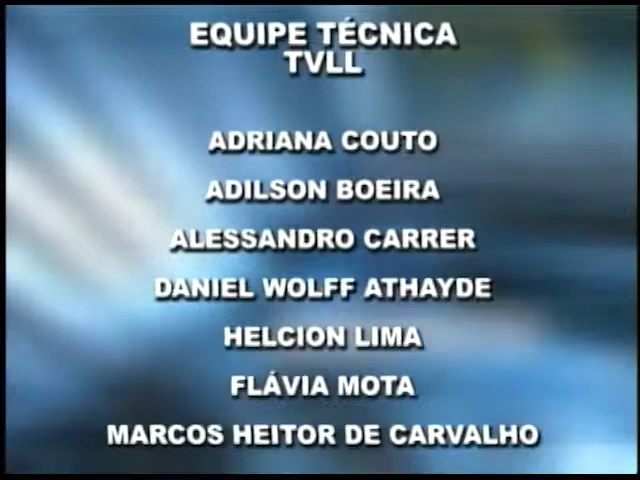 EQUIPE TÉCNICA
TVLL
ADRIANA COUTO
ADILSON BOEIRA
ALESSANDRO CARRER
DANIEL WOLFF ATHAYDE
HELCION LIMA
FLÁVIA MOTA
MARCOS HEITOR DE CARVALHO